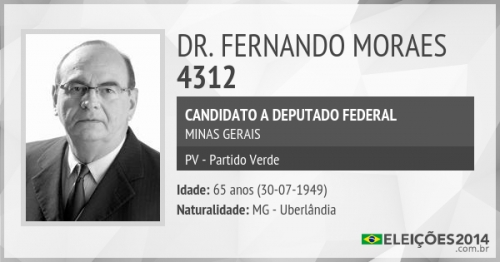 DR. FERNANDO MORAES
4312
CANDIDATO A DEPUTADO FEDERAL
MINAS GERAIS
PV - Partido Verde
Idade: 65 anos (30-07-1949)
Naturalidade: MG - Uberlândia
ELEIÇÕES2014
.com.br